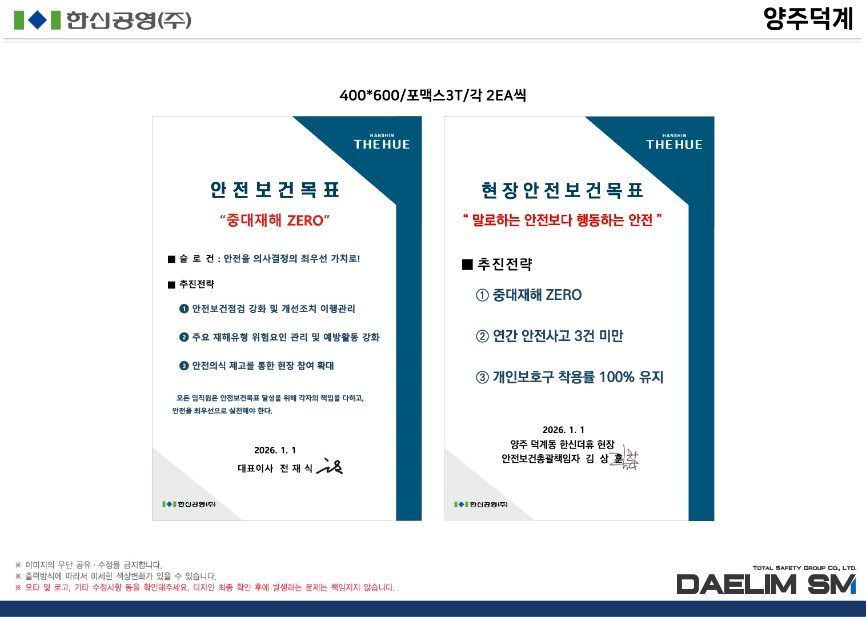 한신공영(주)
양주덕계
400*600/포맥스3T/각 2EA씩
HANSHIN
THEHUE
안전보건목표
“중대재해 ZERO”
■ 슬 로 건 : 안전을 의사결정의 최우선 가치로!
■ 추진전략
❶ 안전보건점검 강화 및 개선조치 이행관리
❷ 주요 재해유형 위험요인 관리 및 예방활동 강화
❸ 안전의식 제고를 통한 현장 참여 확대
모든 임직원은 안전보건목표 달성을 위해 각자의 책임을 다하고,
안전을 최우선으로 실천해야 한다.
2026. 1. 1
대표이사 전 재 식
한신공영(주)
HANSHIN
THEHUE
현장안전보건목표
“ 말로하는 안전보다 행동하는 안전 ”
■ 추진전략
① 중대재해 ZERO
② 연간 안전사고 3건 미만
③ 개인보호구 착용률 100% 유지
2026. 1. 1
양주 덕계동 한신더휴 현장
안전보건총괄책임자 김 상 훈
한신공영(주)
※ 이미지의 무단 공유 · 수정을 금지합니다.
※ 출력방식에 따라서 미세한 색상변화가 있을 수 있습니다.
※ 오타 및 로고, 기타 수정사항 등을 확인해주세요. 디자인 최종 확인 후에 발생하는 문제는 책임지지 않습니다.
TOTAL SAFETY GROUP CO., LTD.
DAELIM SM